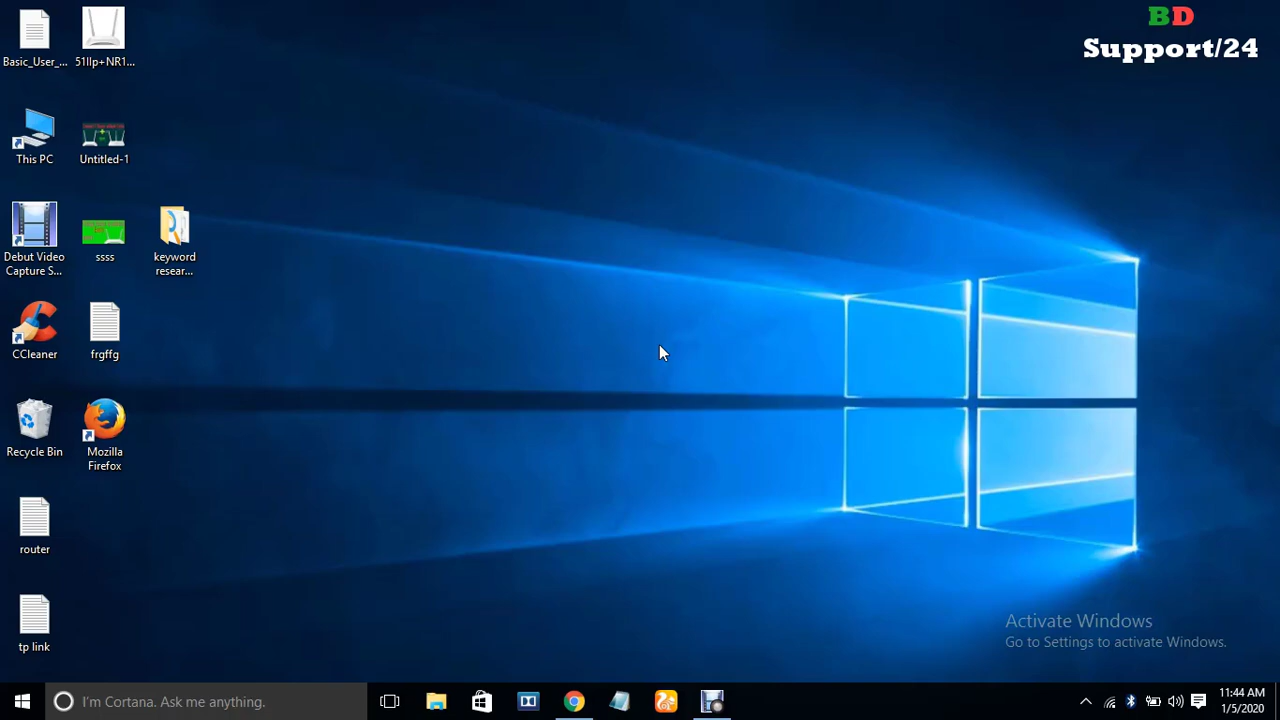 BD
Support/24
Basic_User_...
51llp+NR1...
This PC
Untitled-1
Debut Video
Capture S...
ssss
keyword
resear...
CCleaner
frgffg
Recycle Bin
Mozilla
Firefox
router
tp link
Activate Windows
Go to Settings to activate Windows.
I'm Cortana. Ask me anything.
11:44 AM
1/5/2020